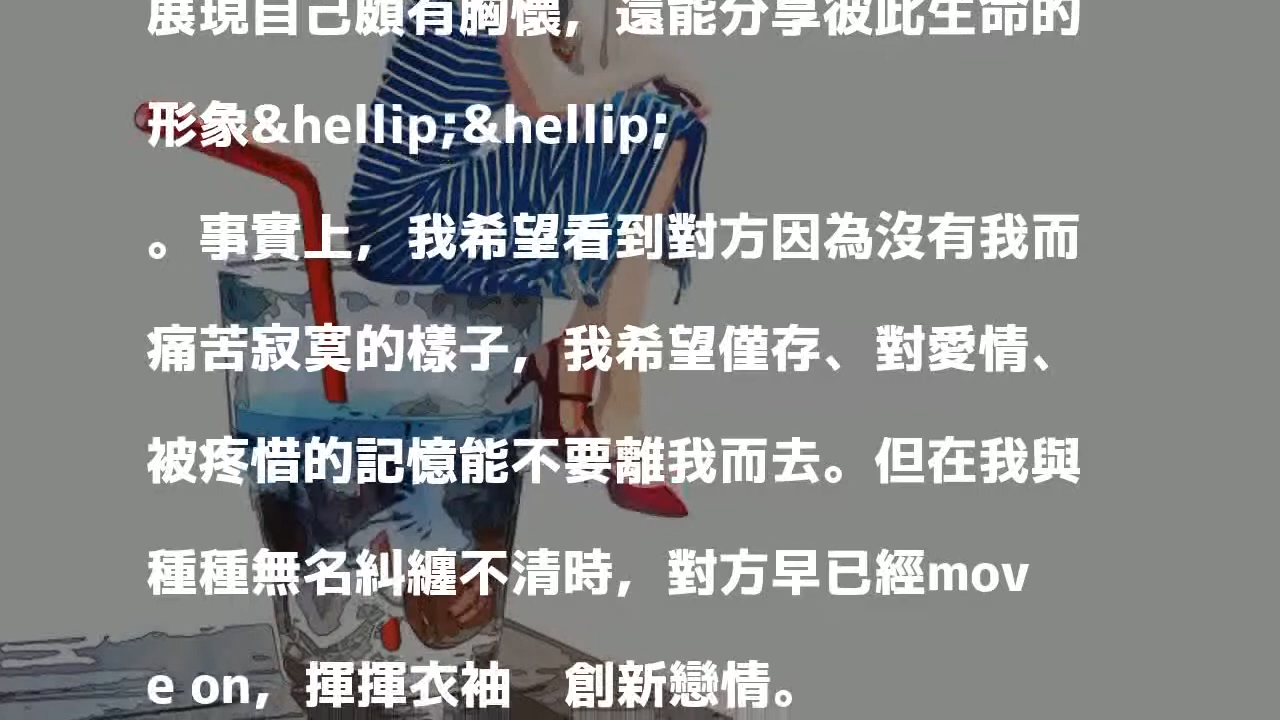 展現自己頗有胸懷，還能分享彼此生命的
形象&hellip;&hellip;
。事實上，我希望看到對方因為沒有我而
痛苦寂寞的樣子，我希望僅存、對愛情、
被疼惜的記憶能不要離我而去。但在我與
種種無名糾纏不清時，對方早已經mov
e on，揮揮衣袖　創新戀情。